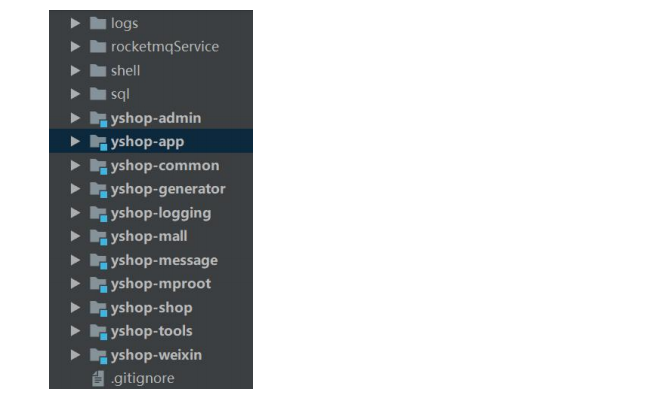 logs
rocketmqService
shell
sql
yshop-admin
yshop-app
yshop-common
yshop-generator
yshop-logging
yshop-mall
yshop-message
yshop-mproot
yshop-shop
yshop-tools
yshop-weixin
.gitignore